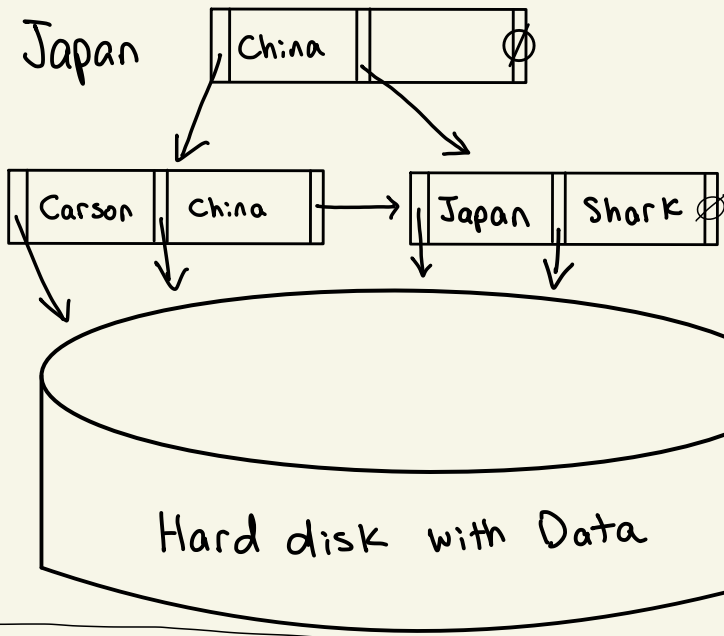 Japan
China ∅
Carson China
Japan Shark ∅
Hard disk with Data